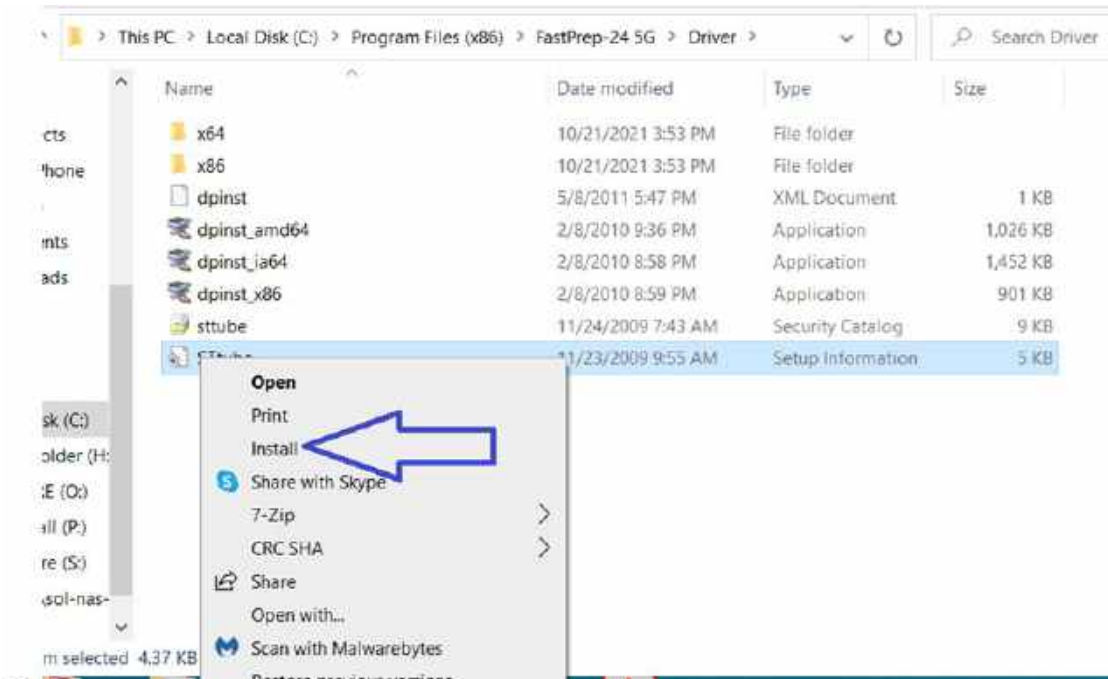 This PC > Local Disk (C:) > Program Files (x86) > FastPrep-24 5G > Driver > Search Driver
Name Date modified Type Size
x64 10/21/2021 3:53 PM File folder
x86 10/21/2021 3:53 PM File folder
dpinst 5/8/2011 5:47 PM XML Document 1 KB
dpinst_amd64 2/8/2010 9:36 PM Application 1,026 KB
dpinst_ia64 2/8/2010 8:58 PM Application 1,452 KB
dpinst_x86 2/8/2010 8:59 PM Application 901 KB
sttube 11/24/2009 7:43 AM Security Catalog 9 KB
STtube 11/23/2009 9:55 AM Setup Information 5 KB
cts
hone
ents
ads
sk (C:)
older (H:
E (O:)
all (P:)
re (S:)
sol-nas-
Open
Print
Install
Share with Skype
7-Zip
CRC SHA
Share
Open with...
Scan with Malwarebytes
Restore previous versions
m selected 4.37 KB